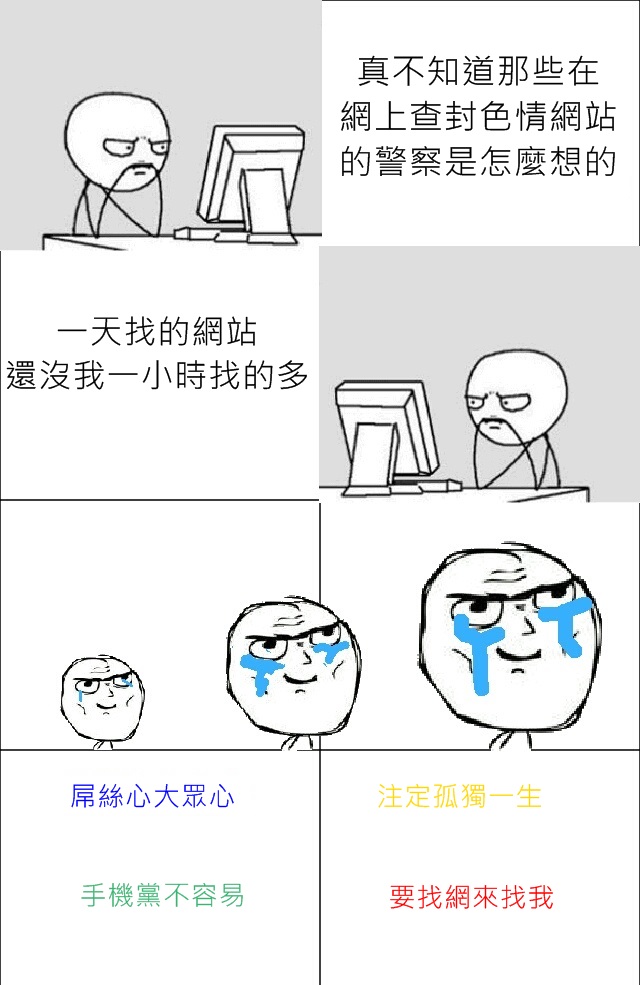 真不知道那些在
網上查封色情網站
的警察是怎麼想的
一天找的網站
還沒我一小時找的多
屌絲心大眾心
注定孤獨一生
手機黨不容易
要找網來找我